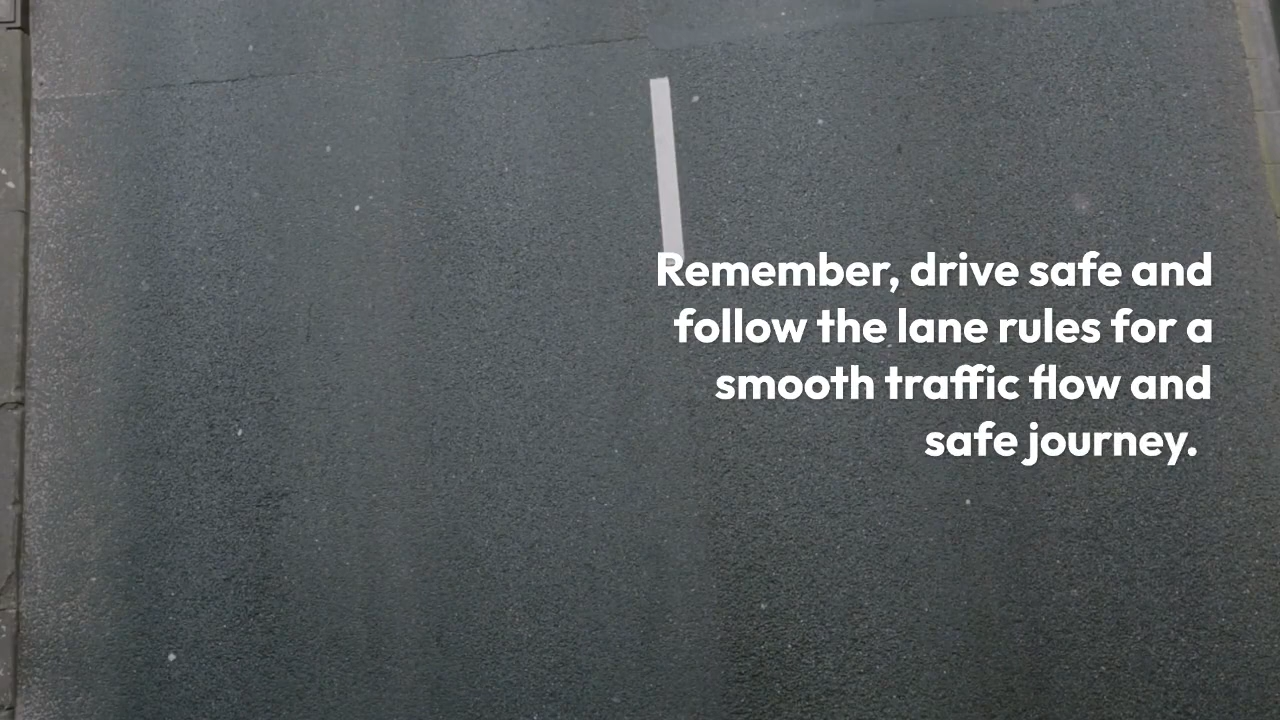 Remember, drive safe and
follow the lane rules for a
smooth traffic flow and
safe journey.